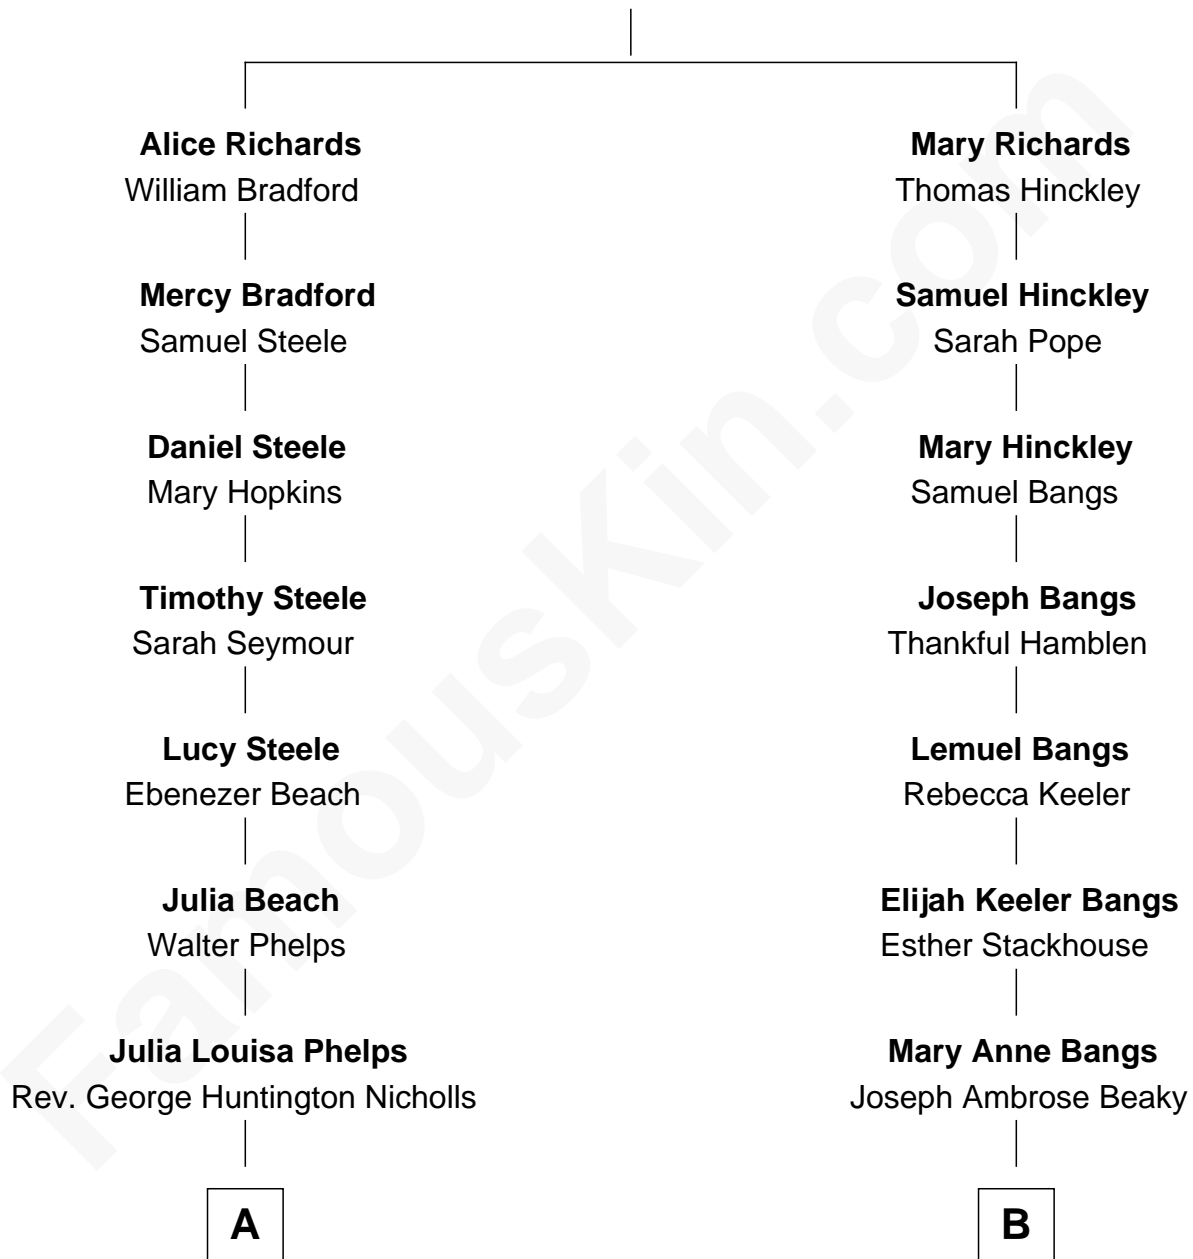 Alice Richards
William Bradford
Mary Richards
Thomas Hinckley
Mercy Bradford
Samuel Steele
Samuel Hinckley
Sarah Pope
Daniel Steele
Mary Hopkins
Mary Hinckley
Samuel Bangs
Timothy Steele
Sarah Seymour
Joseph Bangs
Thankful Hamblen
Lucy Steele
Ebenezer Beach
Lemuel Bangs
Rebecca Keeler
Julia Beach
Walter Phelps
Elijah Keeler Bangs
Esther Stackhouse
Julia Louisa Phelps
Rev. George Huntington Nicholls
Mary Anne Bangs
Joseph Ambrose Beaky
A
B
FamousKin.com